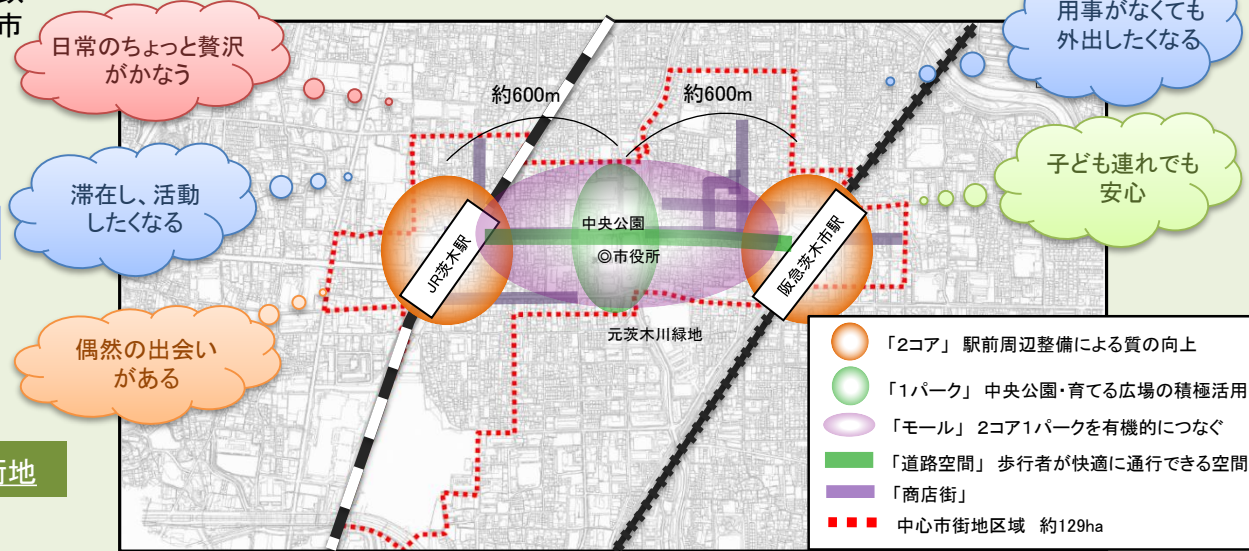 市
日常のちょっと贅沢
がかなう
用事がなくても
外出したくなる
約600m
約600m
滞在し、活動
したくなる
子ども連れでも
安心
中央公園
◎市役所
JR茨木駅
阪急茨木市駅
元茨木川緑地
偶然の出会い
がある
街地
「2コア」 駅前周辺整備による質の向上
「1パーク」 中央公園・育てる広場の積極活用
「モール」 2コア1パークを有機的につなぐ
「道路空間」 歩行者が快適に通行できる空間
「商店街」
中心市街地区域 約129ha